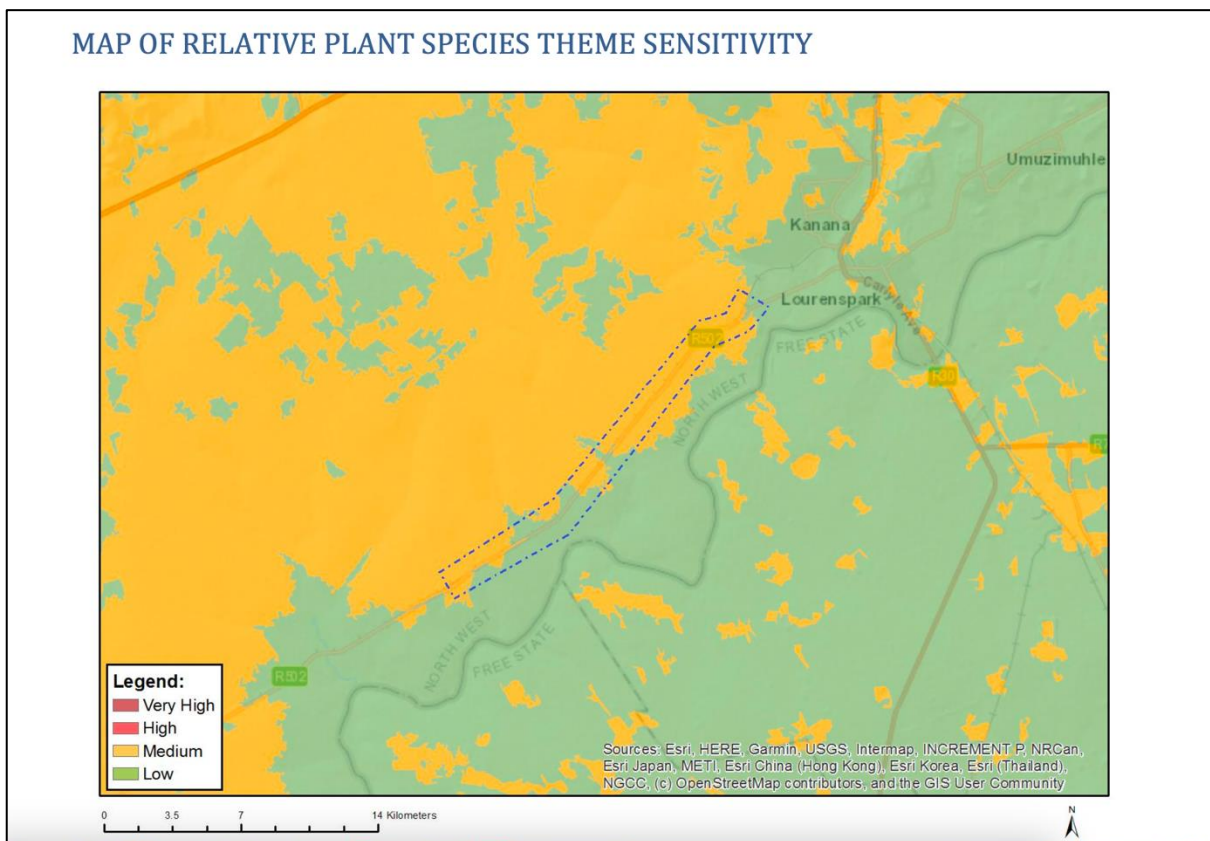 MAP OF RELATIVE PLANT SPECIES THEME SENSITIVITY
Umuzimuhle
Kanana
Lourenspark
Carlyle Ave
R502
FREE STATE
NORTH WEST
R30
R7
NORTH WEST
FREE STATE
R502
Legend:
Very High
High
Medium
Low
Sources: Esri, HERE, Garmin, USGS, Intermap, INCREMENT P, NRCan,
Esri Japan, METI, Esri China (Hong Kong), Esri Korea, Esri (Thailand),
NGCC, (c) OpenStreetMap contributors, and the GIS User Community
0 3.5 7 14 Kilometers
N